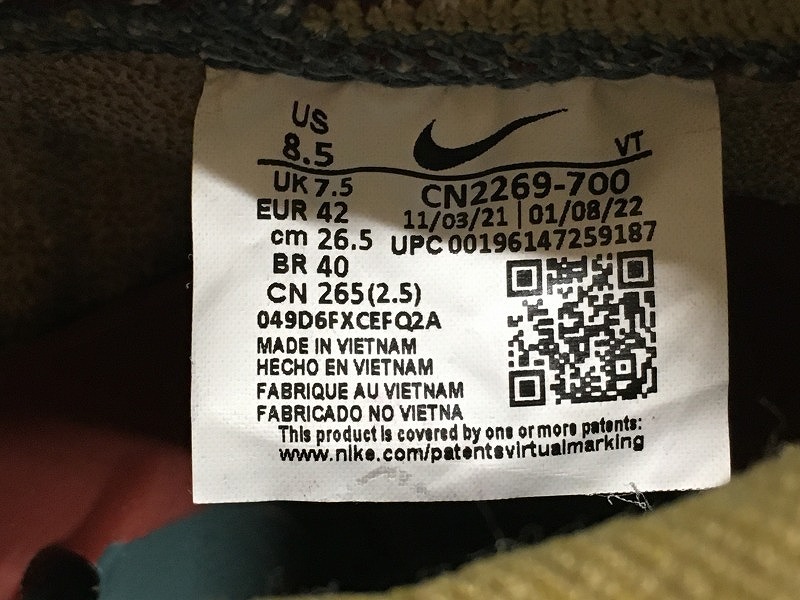 US
8.5
VT
UK 7.5
CN2269-700
EUR 42
11/03/21 | 01/08/22
cm 26.5
UPC 00196147259187
BR 40
CN 265(2.5)
049D6FXCEFQ2A
MADE IN VIETNAM
HECHO EN VIETNAM
FABRIQUE AU VIETNAM
FABRICADO NO VIETNA
This product is covered by one or more patents:
www.nike.com/patentsvirtualmarking